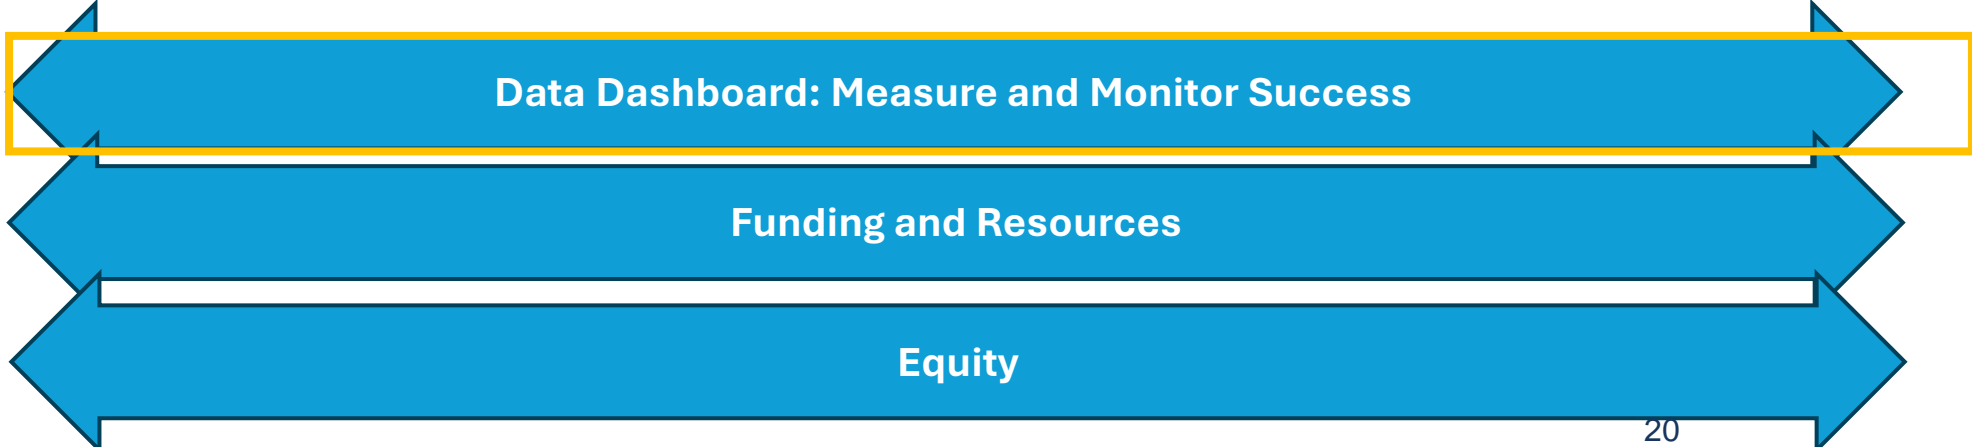 Data Dashboard: Measure and Monitor Success
Funding and Resources
Equity
20